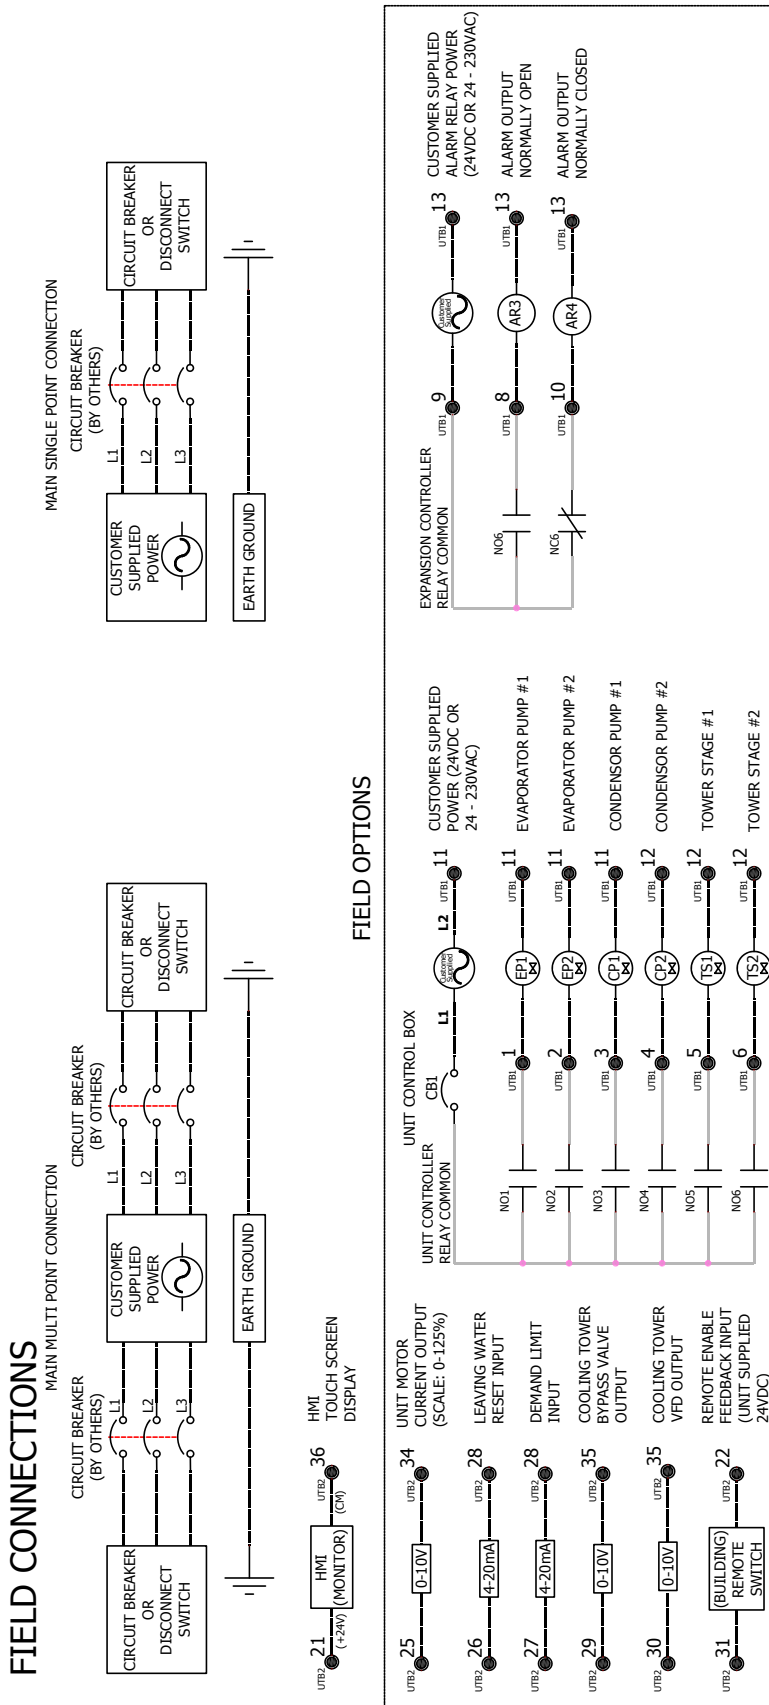 FIELD CONNECTIONS
MAIN MULTI POINT CONNECTION
CIRCUIT BREAKER
OR
DISCONNECT
SWITCH
CIRCUIT BREAKER
(BY OTHERS)
L1
L2
L3
CUSTOMER
SUPPLIED
POWER
EARTH GROUND
CIRCUIT BREAKER
(BY OTHERS)
L1
L2
L3
CIRCUIT BREAKER
OR
DISCONNECT
SWITCH
MAIN SINGLE POINT CONNECTION
CUSTOMER
SUPPLIED
POWER
EARTH GROUND
CIRCUIT BREAKER
(BY OTHERS)
L1
L2
L3
CIRCUIT BREAKER
OR
DISCONNECT
SWITCH
UTB2 21
(+24V)
HMI
(MONITOR)
UTB2 36
(CM)
HMI
TOUCH SCREEN
DISPLAY
FIELD OPTIONS
UTB2 25
0-10V
UTB2 34
UNIT MOTOR
CURRENT OUTPUT
(SCALE: 0-125%)
UTB2 26
4-20mA
UTB2 28
LEAVING WATER
RESET INPUT
UTB2 27
4-20mA
UTB2 28
DEMAND LIMIT
INPUT
UTB2 29
0-10V
UTB2 35
COOLING TOWER
BYPASS VALVE
OUTPUT
UTB2 30
0-10V
UTB2 35
COOLING TOWER
VFD OUTPUT
UTB2 31
(BUILDING)
REMOTE
SWITCH
UTB2 22
REMOTE ENABLE
FEEDBACK INPUT
(UNIT SUPPLIED
24VDC)
UNIT CONTROLLER
RELAY COMMON
UNIT CONTROL BOX
CB1
L1
Customer
Supplied
L2
UTB1 11
CUSTOMER SUPPLIED
POWER (24VDC OR
24 - 230VAC)
NO1
UTB1 1
EP1
UTB1 11
EVAPORATOR PUMP #1
NO2
UTB1 2
EP2
UTB1 11
EVAPORATOR PUMP #2
NO3
UTB1 3
CP1
UTB1 11
CONDENSOR PUMP #1
NO4
UTB1 4
CP2
UTB1 12
CONDENSOR PUMP #2
NO5
UTB1 5
TS1
UTB1 12
TOWER STAGE #1
NO6
UTB1 6
TS2
UTB1 12
TOWER STAGE #2
EXPANSION CONTROLLER
RELAY COMMON
UTB1 9
Customer
Supplied
UTB1 13
CUSTOMER SUPPLIED
ALARM RELAY POWER
(24VDC OR 24 - 230VAC)
NO6
UTB1 8
AR3
UTB1 13
ALARM OUTPUT
NORMALLY OPEN
NC6
UTB1 10
AR4
UTB1 13
ALARM OUTPUT
NORMALLY CLOSED